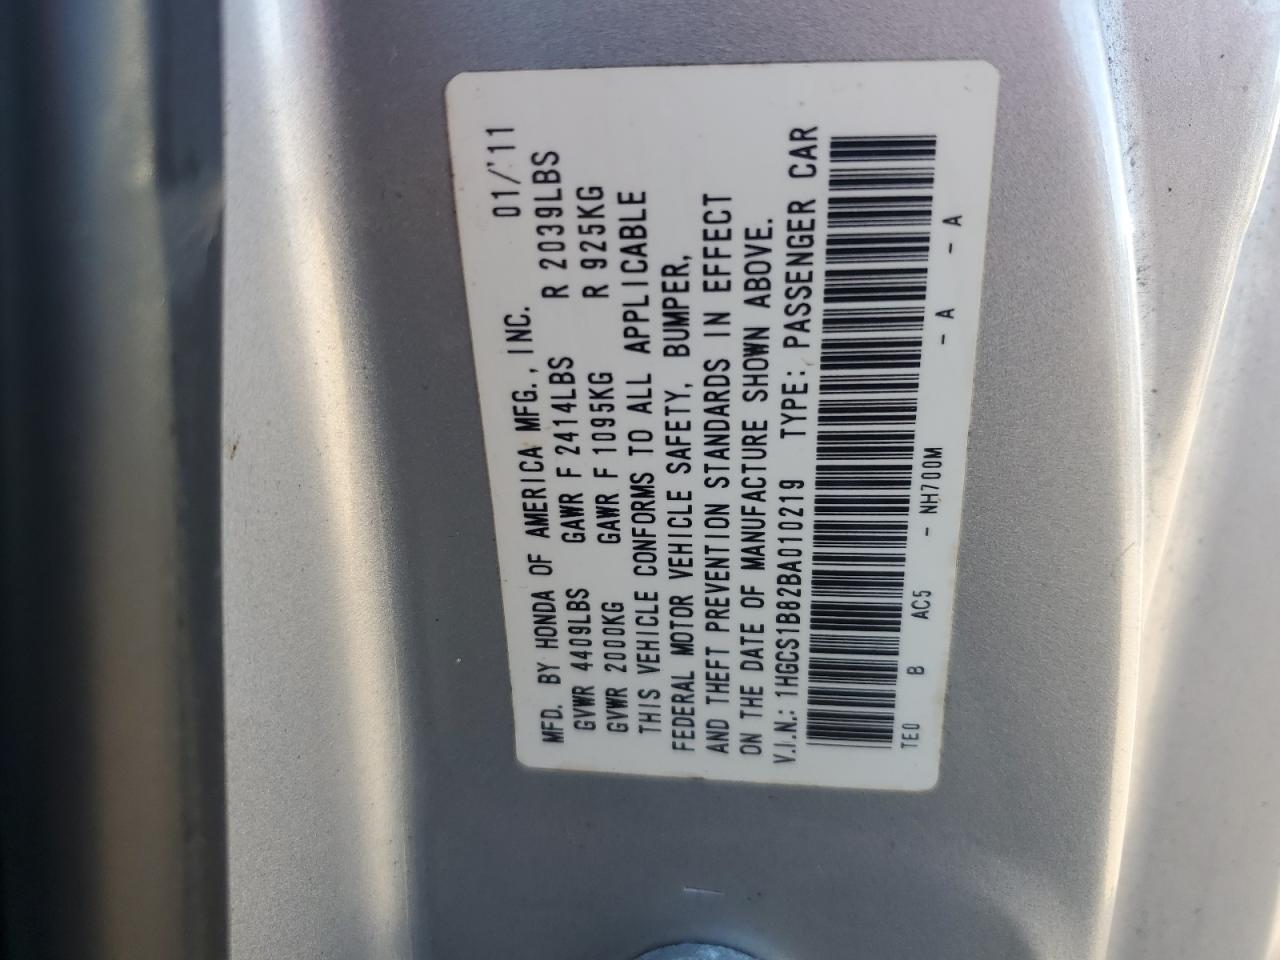 MFD. BY HONDA OF AMERICA MFG., INC. 01/'11
GVWR 4409LBS GAWR F 2414LBS R 2039LBS
GVWR 2000KG GAWR F 1095KG R 925KG
THIS VEHICLE CONFORMS TO ALL APPLICABLE
FEDERAL MOTOR VEHICLE SAFETY, BUMPER,
AND THEFT PREVENTION STANDARDS IN EFFECT
ON THE DATE OF MANUFACTURE SHOWN ABOVE.
V.I.N.: 1HGCS1B82BA010219 TYPE: PASSENGER CAR
TE0 B AC5 - NH700M - A - A